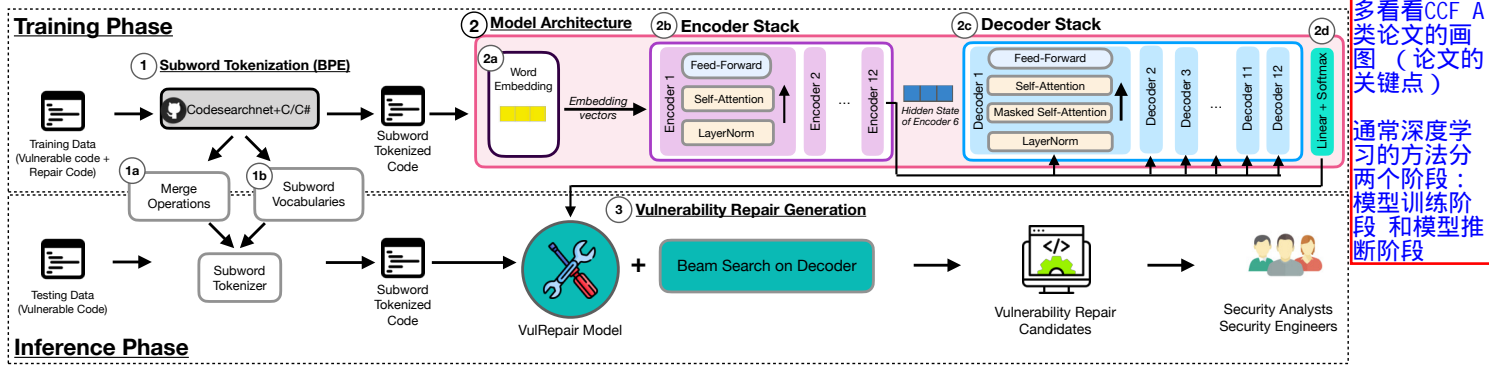 Training Phase
1 Subword Tokenization (BPE)
Codesearchnet+C/C#
Training Data
(Vulnerable code +
Repair Code)
Subword
Tokenized
Code
1a
Merge
Operations
1b
Subword
Vocabularies
2 Model Architecture
2a
Word
Embedding
Embedding
vectors
2b Encoder Stack
Encoder 1
Feed-Forward
Self-Attention
LayerNorm
Encoder 2
...
Encoder 12
Hidden State
of Encoder 6
2c Decoder Stack
Decoder 1
Feed-Forward
Self-Attention
Masked Self-Attention
LayerNorm
Decoder 2
Decoder 3
...
Decoder 11
Decoder 12
2d
Linear + Softmax
Testing Data
(Vulnerable Code)
Subword
Tokenizer
Subword
Tokenized
Code
3 Vulnerability Repair Generation
VulRepair Model
+
Beam Search on Decoder
</>
Vulnerability Repair
Candidates
Security Analysts
Security Engineers
Inference Phase
多看看CCF A
类论文的画
图 （论文的
关键点）
通常深度学
习的方法分
两个阶段：
模型训练阶
段 和模型推
断阶段